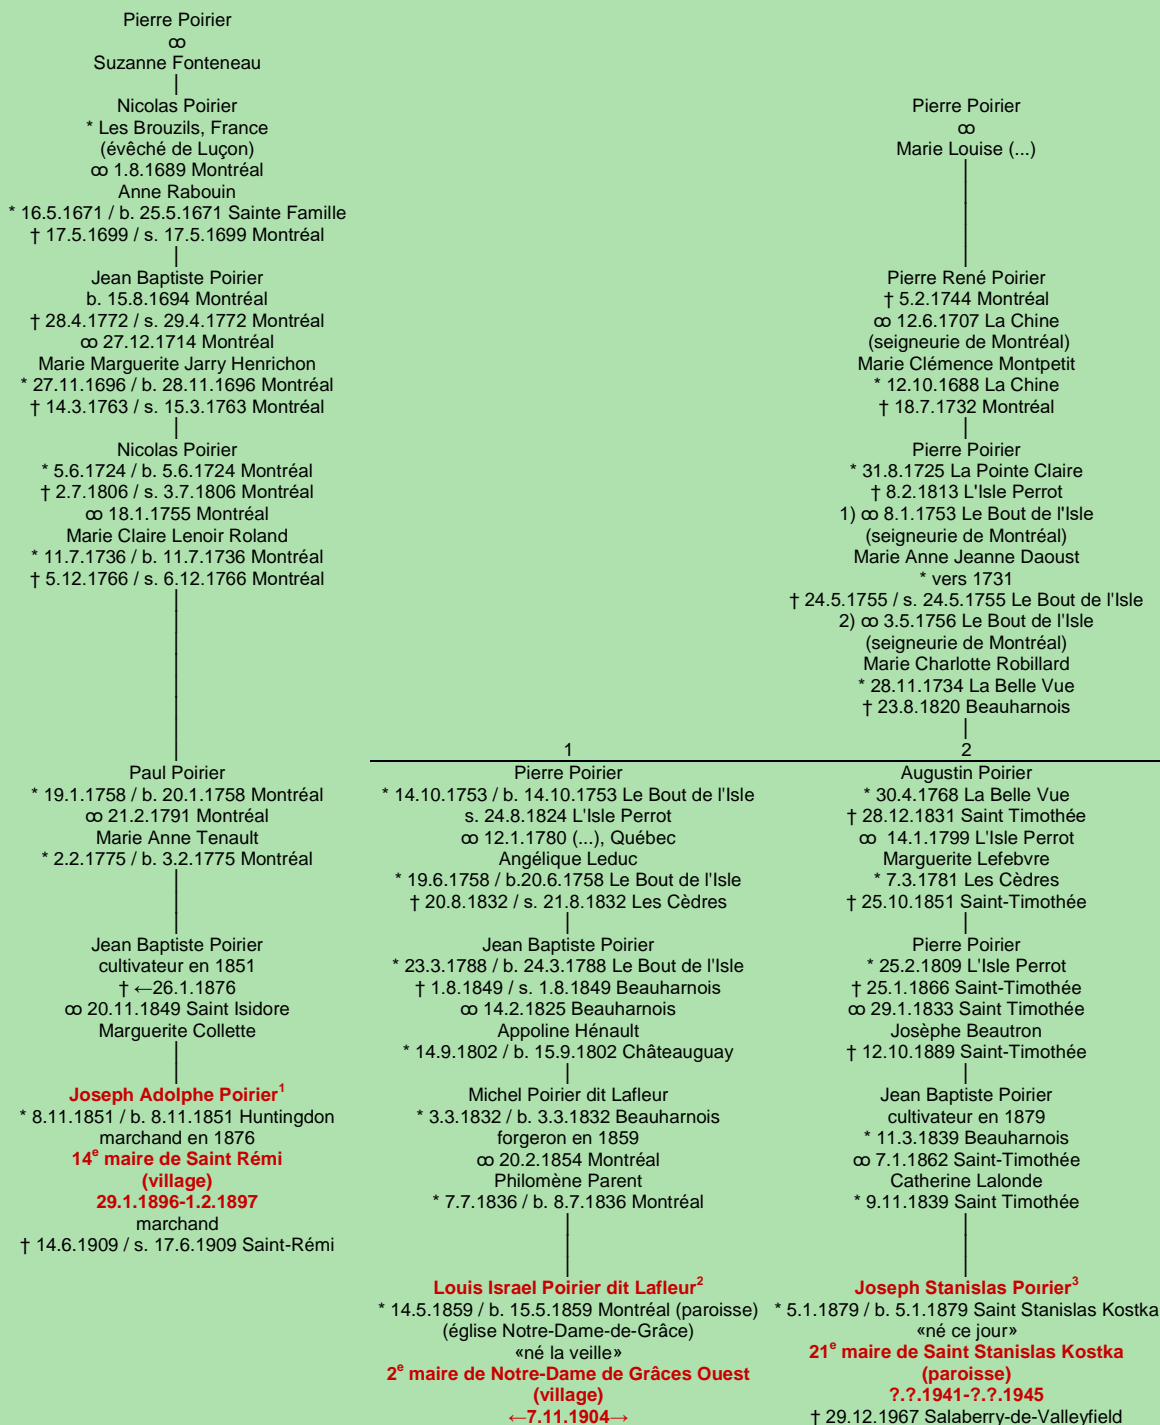 Pierre Poirier
ꝏ
Suzanne Fonteneau
Nicolas Poirier
* Les Brouzils, France
(évêché de Luçon)
ꝏ 1.8.1689 Montréal
Anne Rabouin
* 16.5.1671 / b. 25.5.1671 Sainte Famille
† 17.5.1699 / s. 17.5.1699 Montréal
Jean Baptiste Poirier
b. 15.8.1694 Montréal
† 28.4.1772 / s. 29.4.1772 Montréal
ꝏ 27.12.1714 Montréal
Marie Marguerite Jarry Henrichon
* 27.11.1696 / b. 28.11.1696 Montréal
† 14.3.1763 / s. 15.3.1763 Montréal
Nicolas Poirier
* 5.6.1724 / b. 5.6.1724 Montréal
† 2.7.1806 / s. 3.7.1806 Montréal
ꝏ 18.1.1755 Montréal
Marie Claire Lenoir Roland
* 11.7.1736 / b. 11.7.1736 Montréal
† 5.12.1766 / s. 6.12.1766 Montréal
Paul Poirier
* 19.1.1758 / b. 20.1.1758 Montréal
ꝏ 21.2.1791 Montréal
Marie Anne Tenault
* 2.2.1775 / b. 3.2.1775 Montréal
Jean Baptiste Poirier
cultivateur en 1851
† ←26.1.1876
ꝏ 20.11.1849 Saint Isidore
Marguerite Collette
Joseph Adolphe Poirier¹
* 8.11.1851 / b. 8.11.1851 Huntingdon
marchand en 1876
14e maire de Saint Rémi
(village)
29.1.1896-1.2.1897
marchand
† 14.6.1909 / s. 17.6.1909 Saint-Rémi
Pierre Poirier
ꝏ
Marie Louise (...)
Pierre René Poirier
† 5.2.1744 Montréal
ꝏ 12.6.1707 La Chine
(seigneurie de Montréal)
Marie Clémence Montpetit
* 12.10.1688 La Chine
† 18.7.1732 Montréal
Pierre Poirier
* 31.8.1725 La Pointe Claire
† 8.2.1813 L'Isle Perrot
1) ꝏ 8.1.1753 Le Bout de l'Isle
(seigneurie de Montréal)
Marie Anne Jeanne Daoust
* vers 1731
† 24.5.1755 / s. 24.5.1755 Le Bout de l'Isle
2) ꝏ 3.5.1756 Le Bout de l'Isle
(seigneurie de Montréal)
Marie Charlotte Robillard
* 28.11.1734 La Belle Vue
† 23.8.1820 Beauharnois
1
Pierre Poirier
* 14.10.1753 / b. 14.10.1753 Le Bout de l'Isle
s. 24.8.1824 L'Isle Perrot
ꝏ 12.1.1780 (...), Québec
Angélique Leduc
* 19.6.1758 / b.20.6.1758 Le Bout de l'Isle
† 20.8.1832 / s. 21.8.1832 Les Cèdres
Jean Baptiste Poirier
* 23.3.1788 / b. 24.3.1788 Le Bout de l'Isle
† 1.8.1849 / s. 1.8.1849 Beauharnois
ꝏ 14.2.1825 Beauharnois
Appoline Hénault
* 14.9.1802 / b. 15.9.1802 Châteauguay
Michel Poirier dit Lafleur
* 3.3.1832 / b. 3.3.1832 Beauharnois
forgeron en 1859
ꝏ 20.2.1854 Montréal
Philomène Parent
* 7.7.1836 / b. 8.7.1836 Montréal
Louis Israel Poirier dit Lafleur²
* 14.5.1859 / b. 15.5.1859 Montréal (paroisse)
(église Notre-Dame-de-Grâce)
«né la veille»
2e maire de Notre-Dame de Grâces Ouest
(village)
←7.11.1904→
2
Augustin Poirier
* 30.4.1768 La Belle Vue
† 28.12.1831 Saint Timothée
ꝏ 14.1.1799 L'Isle Perrot
Marguerite Lefebvre
* 7.3.1781 Les Cèdres
† 25.10.1851 Saint-Timothée
Pierre Poirier
* 25.2.1809 L'Isle Perrot
† 25.1.1866 Saint-Timothée
ꝏ 29.1.1833 Saint Timothée
Josèphe Beautron
† 12.10.1889 Saint-Timothée
Jean Baptiste Poirier
cultivateur en 1879
* 11.3.1839 Beauharnois
ꝏ 7.1.1862 Saint-Timothée
Catherine Lalonde
* 9.11.1839 Saint Timothée
Joseph Stanislas Poirier³
* 5.1.1879 / b. 5.1.1879 Saint Stanislas Kostka
«né ce jour»
21e maire de Saint Stanislas Kostka
(paroisse)
?.?.1941-?.?.1945
† 29.12.1967 Salaberry-de-Valleyfield